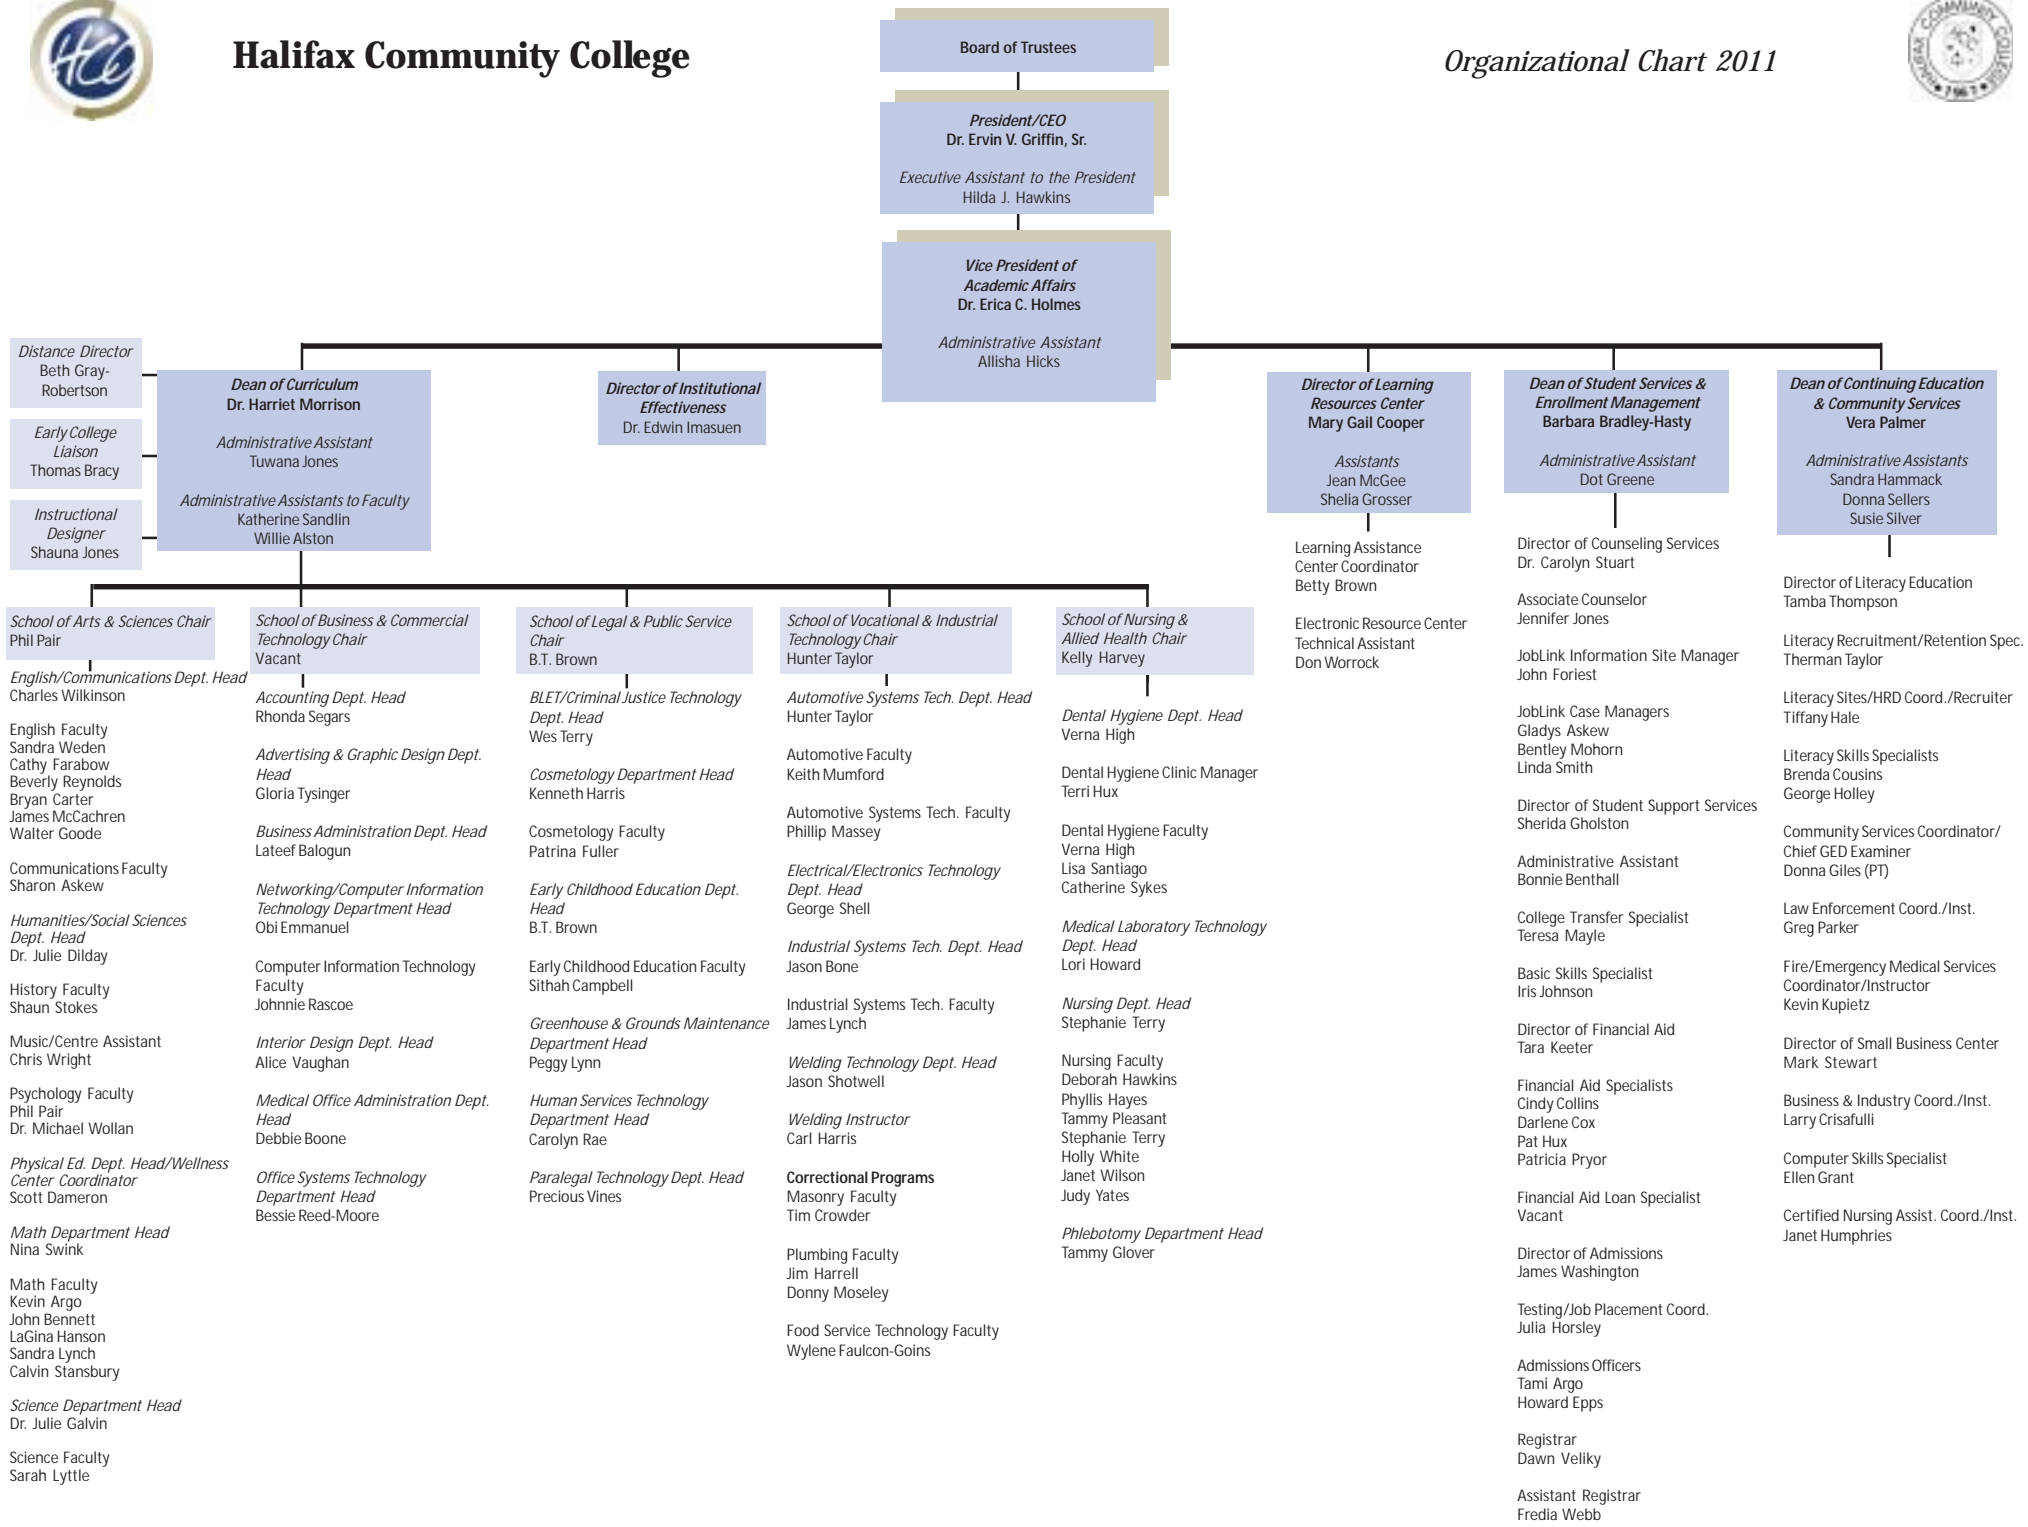 HCC
Halifax Community College
Organizational Chart 2011
HALIFAX COMMUNITY COLLEGE
1967
Board of Trustees
President/CEO
Dr. Ervin V. Griffin, Sr.
Executive Assistant to the President
Hilda J. Hawkins
Vice President of
Academic Affairs
Dr. Erica C. Holmes
Administrative Assistant
Allisha Hicks
Distance Director
Beth Gray-
Robertson
Early College
Liaison
Thomas Bracy
Instructional
Designer
Shauna Jones
Dean of Curriculum
Dr. Harriet Morrison
Administrative Assistant
Tuwana Jones
Administrative Assistants to Faculty
Katherine Sandlin
Willie Alston
Director of Institutional
Effectiveness
Dr. Edwin Imasuen
Director of Learning
Resources Center
Mary Gail Cooper
Assistants
Jean McGee
Shelia Grosser
Learning Assistance
Center Coordinator
Betty Brown
Electronic Resource Center
Technical Assistant
Don Worrock
Dean of Student Services &
Enrollment Management
Barbara Bradley-Hasty
Administrative Assistant
Dot Greene
Director of Counseling Services
Dr. Carolyn Stuart
Associate Counselor
Jennifer Jones
JobLink Information Site Manager
John Foriest
JobLink Case Managers
Gladys Askew
Bentley Mohorn
Linda Smith
Director of Student Support Services
Sherida Gholston
Administrative Assistant
Bonnie Benthall
College Transfer Specialist
Teresa Mayle
Basic Skills Specialist
Iris Johnson
Director of Financial Aid
Tara Keeter
Financial Aid Specialists
Cindy Collins
Darlene Cox
Pat Hux
Patricia Pryor
Financial Aid Loan Specialist
Vacant
Director of Admissions
James Washington
Testing/Job Placement Coord.
Julia Horsley
Admissions Officers
Tami Argo
Howard Epps
Registrar
Dawn Veliky
Assistant Registrar
Fredia Webb
Dean of Continuing Education
& Community Services
Vera Palmer
Administrative Assistants
Sandra Hammack
Donna Sellers
Susie Silver
Director of Literacy Education
Tamba Thompson
Literacy Recruitment/Retention Spec.
Therman Taylor
Literacy Sites/HRD Coord./Recruiter
Tiffany Hale
Literacy Skills Specialists
Brenda Cousins
George Holley
Community Services Coordinator/
Chief GED Examiner
Donna Giles (PT)
Law Enforcement Coord./Inst.
Greg Parker
Fire/Emergency Medical Services
Coordinator/Instructor
Kevin Kupietz
Director of Small Business Center
Mark Stewart
Business & Industry Coord./Inst.
Larry Crisafulli
Computer Skills Specialist
Ellen Grant
Certified Nursing Assist. Coord./Inst.
Janet Humphries
School of Arts & Sciences Chair
Phil Pair
English/Communications Dept. Head
Charles Wilkinson
English Faculty
Sandra Weden
Cathy Farabow
Beverly Reynolds
Bryan Carter
James McCachren
Walter Goode
Communications Faculty
Sharon Askew
Humanities/Social Sciences
Dept. Head
Dr. Julie Dilday
History Faculty
Shaun Stokes
Music/Centre Assistant
Chris Wright
Psychology Faculty
Phil Pair
Dr. Michael Wollan
Physical Ed. Dept. Head/Wellness
Center Coordinator
Scott Dameron
Math Department Head
Nina Swink
Math Faculty
Kevin Argo
John Bennett
LaGina Hanson
Sandra Lynch
Calvin Stansbury
Science Department Head
Dr. Julie Galvin
Science Faculty
Sarah Lyttle
School of Business & Commercial
Technology Chair
Vacant
Accounting Dept. Head
Rhonda Segars
Advertising & Graphic Design Dept.
Head
Gloria Tysinger
Business Administration Dept. Head
Lateef Balogun
Networking/Computer Information
Technology Department Head
Obi Emmanuel
Computer Information Technology
Faculty
Johnnie Rascoe
Interior Design Dept. Head
Alice Vaughan
Medical Office Administration Dept.
Head
Debbie Boone
Office Systems Technology
Department Head
Bessie Reed-Moore
School of Legal & Public Service
Chair
B.T. Brown
BLET/Criminal Justice Technology
Dept. Head
Wes Terry
Cosmetology Department Head
Kenneth Harris
Cosmetology Faculty
Patrina Fuller
Early Childhood Education Dept.
Head
B.T. Brown
Early Childhood Education Faculty
Sithah Campbell
Greenhouse & Grounds Maintenance
Department Head
Peggy Lynn
Human Services Technology
Department Head
Carolyn Rae
Paralegal Technology Dept. Head
Precious Vines
School of Vocational & Industrial
Technology Chair
Hunter Taylor
Automotive Systems Tech. Dept. Head
Hunter Taylor
Automotive Faculty
Keith Mumford
Automotive Systems Tech. Faculty
Phillip Massey
Electrical/Electronics Technology
Dept. Head
George Shell
Industrial Systems Tech. Dept. Head
Jason Bone
Industrial Systems Tech. Faculty
James Lynch
Welding Technology Dept. Head
Jason Shotwell
Welding Instructor
Carl Harris
Correctional Programs
Masonry Faculty
Tim Crowder
Plumbing Faculty
Jim Harrell
Donny Moseley
Food Service Technology Faculty
Wylene Faulcon-Goins
School of Nursing &
Allied Health Chair
Kelly Harvey
Dental Hygiene Dept. Head
Verna High
Dental Hygiene Clinic Manager
Terri Hux
Dental Hygiene Faculty
Verna High
Lisa Santiago
Catherine Sykes
Medical Laboratory Technology
Dept. Head
Lori Howard
Nursing Dept. Head
Stephanie Terry
Nursing Faculty
Deborah Hawkins
Phyllis Hayes
Tammy Pleasant
Stephanie Terry
Holly White
Janet Wilson
Judy Yates
Phlebotomy Department Head
Tammy Glover